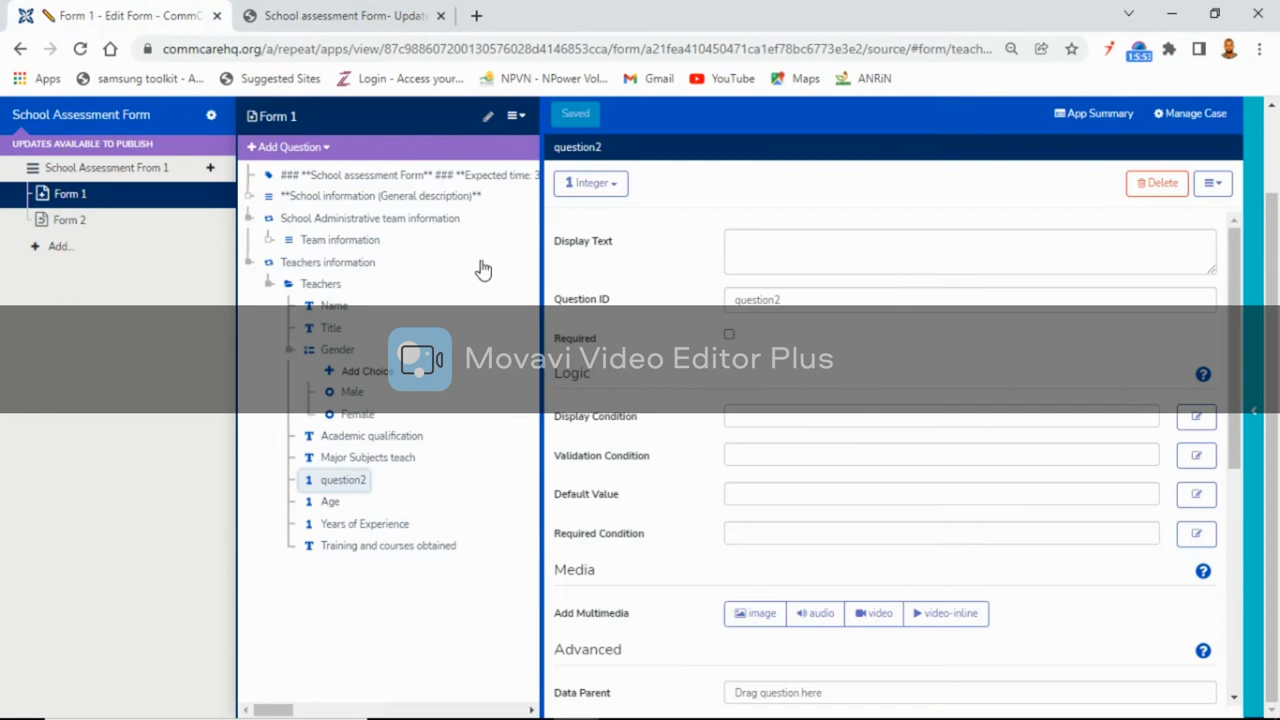 Form 1 - Edit Form - CommC
School assessment Form- Updat
commcarehq.org/a/repeat/apps/view/87c988607200130576028d4146853cca/form/a21fea410450471ca1ef78bc6773e3e2/source/#form/teach...
15:53
Apps
samsung toolkit - A...
Suggested Sites
Login - Access your...
NPVN - NPower Vol...
Gmail
YouTube
Maps
ANRiN
School Assessment Form
UPDATES AVAILABLE TO PUBLISH
School Assessment From 1
Form 1
Form 2
Add...
Form 1
Add Question
### **School assessment Form** ### **Expected time: 3
**School information (General description)**
School Administrative team information
Team information
Teachers information
Teachers
Name
Title
Gender
Add Choice
Male
Female
Academic qualification
Major Subjects teach
question2
Age
Years of Experience
Training and courses obtained
Saved
App Summary
Manage Case
question2
1 Integer
Delete
Display Text
Question ID
question2
Required
Movavi Video Editor Plus
Logic
Display Condition
Validation Condition
Default Value
Required Condition
Media
Add Multimedia
image
audio
video
video-inline
Advanced
Data Parent
Drag question here